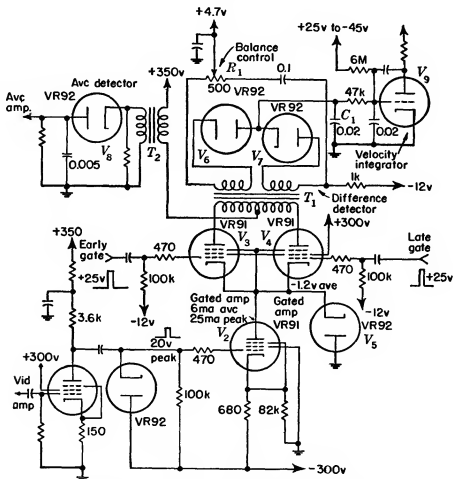 +4.7v
Balance
control
R1
500
0.1
+25v to-45v
6M
V9
Avc detector
+350v
VR92
VR92
VR92
47k
Avc
amp.
V8
T2
V6
V7
C1
0.02
0.02
0.005
Velocity
integrator
1k
-12v
T1
Difference
detector
+300v
VR91
VR91
V3
V4
+350
Early
gate
470
Late
gate
+25v
100k
-12v
-1.2v ave
470
100k
+25v
-12v
3.6k
Gated amp
6ma avc
25ma peak
Gated
amp
VR91
VR92
V5
V2
20v
peak
470
+300v
Vid
amp
VR92
100k
680
82k
150
-300v